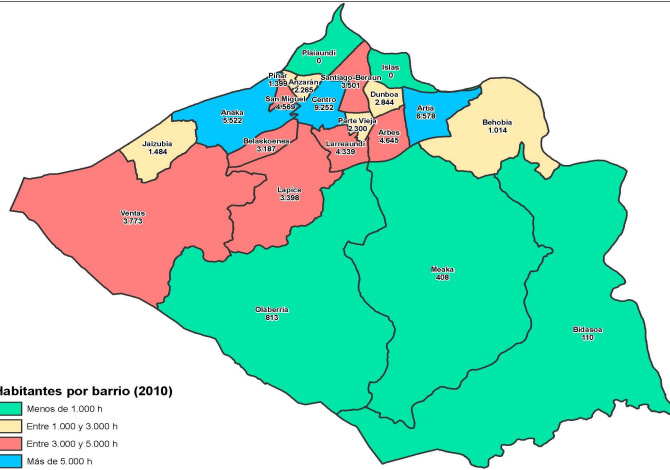 Plaiaundi
0
Islas
0
Santiago-Beraun
3.501
Pinar
1.399
Anzarán
2.265
Dunboa
2.844
San Miguel
4.569
Centro
9.252
Artia
6.578
Anaka
5.522
Behobia
1.014
Parte Vieja
2.300
Arbes
4.645
Jaizubia
1.484
Belaskoenea
3.187
Larreaundi
4.339
Lapice
3.398
Ventas
3.773
Meaka
408
Olaberria
813
Bidasoa
110
Habitantes por barrio (2010)
Menos de 1.000 h
Entre 1.000 y 3.000 h
Entre 3.000 y 5.000 h
Más de 5.000 h